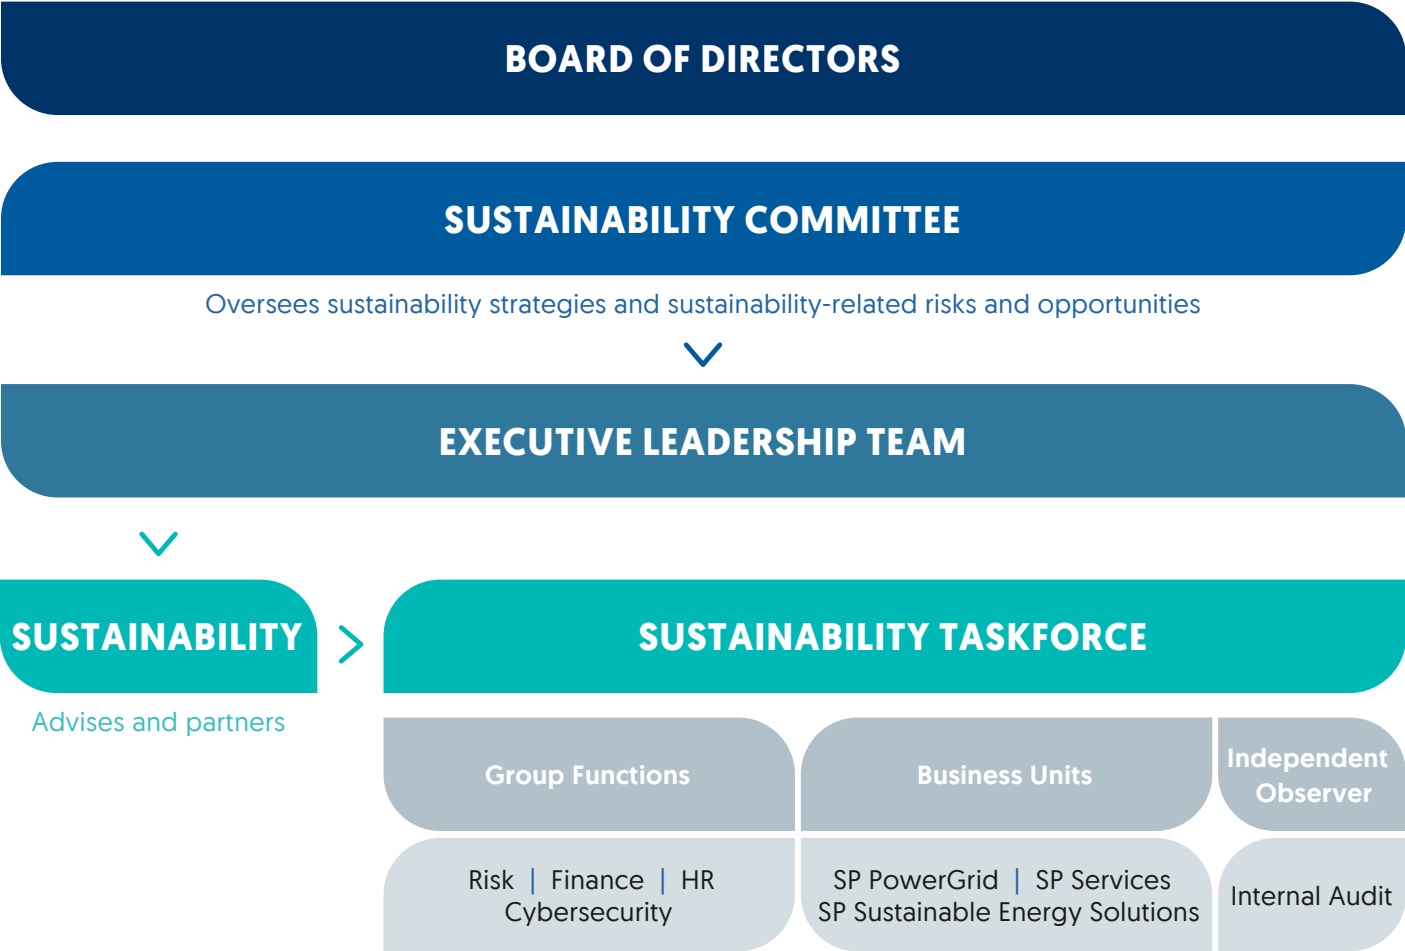 BOARD OF DIRECTORS
SUSTAINABILITY COMMITTEE
Oversees sustainability strategies and sustainability-related risks and opportunities
EXECUTIVE LEADERSHIP TEAM
SUSTAINABILITY
Advises and partners
SUSTAINABILITY TASKFORCE
Group Functions
Risk | Finance | HR
Cybersecurity
Business Units
SP PowerGrid | SP Services
SP Sustainable Energy Solutions
Independent
Observer
Internal Audit